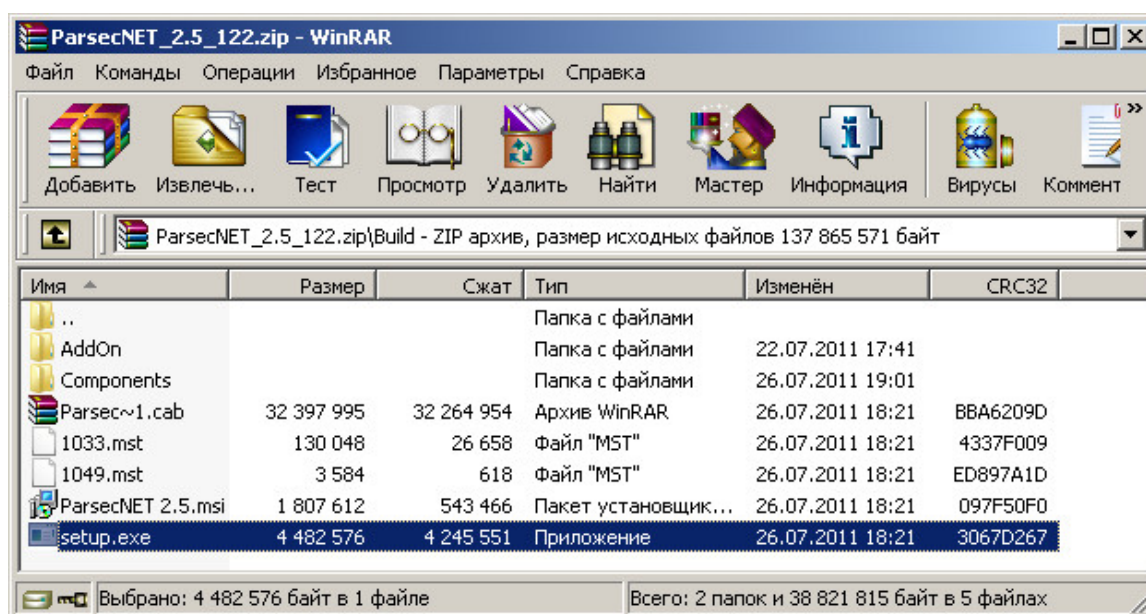 ParsecNET_2.5_122.zip - WinRAR
Файл Команды Операции Избранное Параметры Справка
Добавить Извлечь... Тест Просмотр Удалить Найти Мастер Информация Вирусы Коммент
ParsecNET_2.5_122.zip\Build - ZIP архив, размер исходных файлов 137 865 571 байт
Имя Размер Сжат Тип Изменён CRC32
.. Папка с файлами
AddOn Папка с файлами 22.07.2011 17:41
Components Папка с файлами 26.07.2011 19:01
Parsec~1.cab 32 397 995 32 264 954 Архив WinRAR 26.07.2011 18:21 BBA6209D
1033.mst 130 048 26 658 Файл "MST" 26.07.2011 18:21 4337F009
1049.mst 3 584 618 Файл "MST" 26.07.2011 18:21 ED897A1D
ParsecNET 2.5.msi 1 807 612 543 466 Пакет установщик... 26.07.2011 18:21 097F50F0
setup.exe 4 482 576 4 245 551 Приложение 26.07.2011 18:21 3067D267
Выбрано: 4 482 576 байт в 1 файле Всего: 2 папок и 38 821 815 байт в 5 файлах